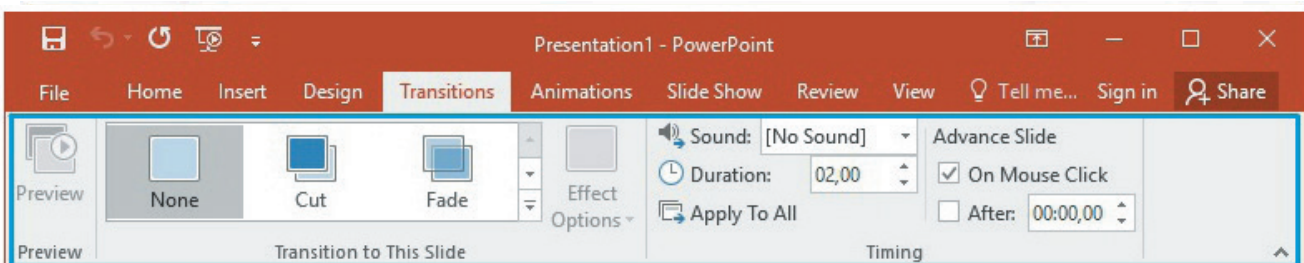 Presentation1 - PowerPoint
File Home Insert Design Transitions Animations Slide Show Review View Tell me... Sign in Share
Preview
None Cut Fade
Effect Options
Sound: [No Sound]
Duration: 02,00
Apply To All
Advance Slide
On Mouse Click
After: 00:00,00
Preview Transition to This Slide Timing